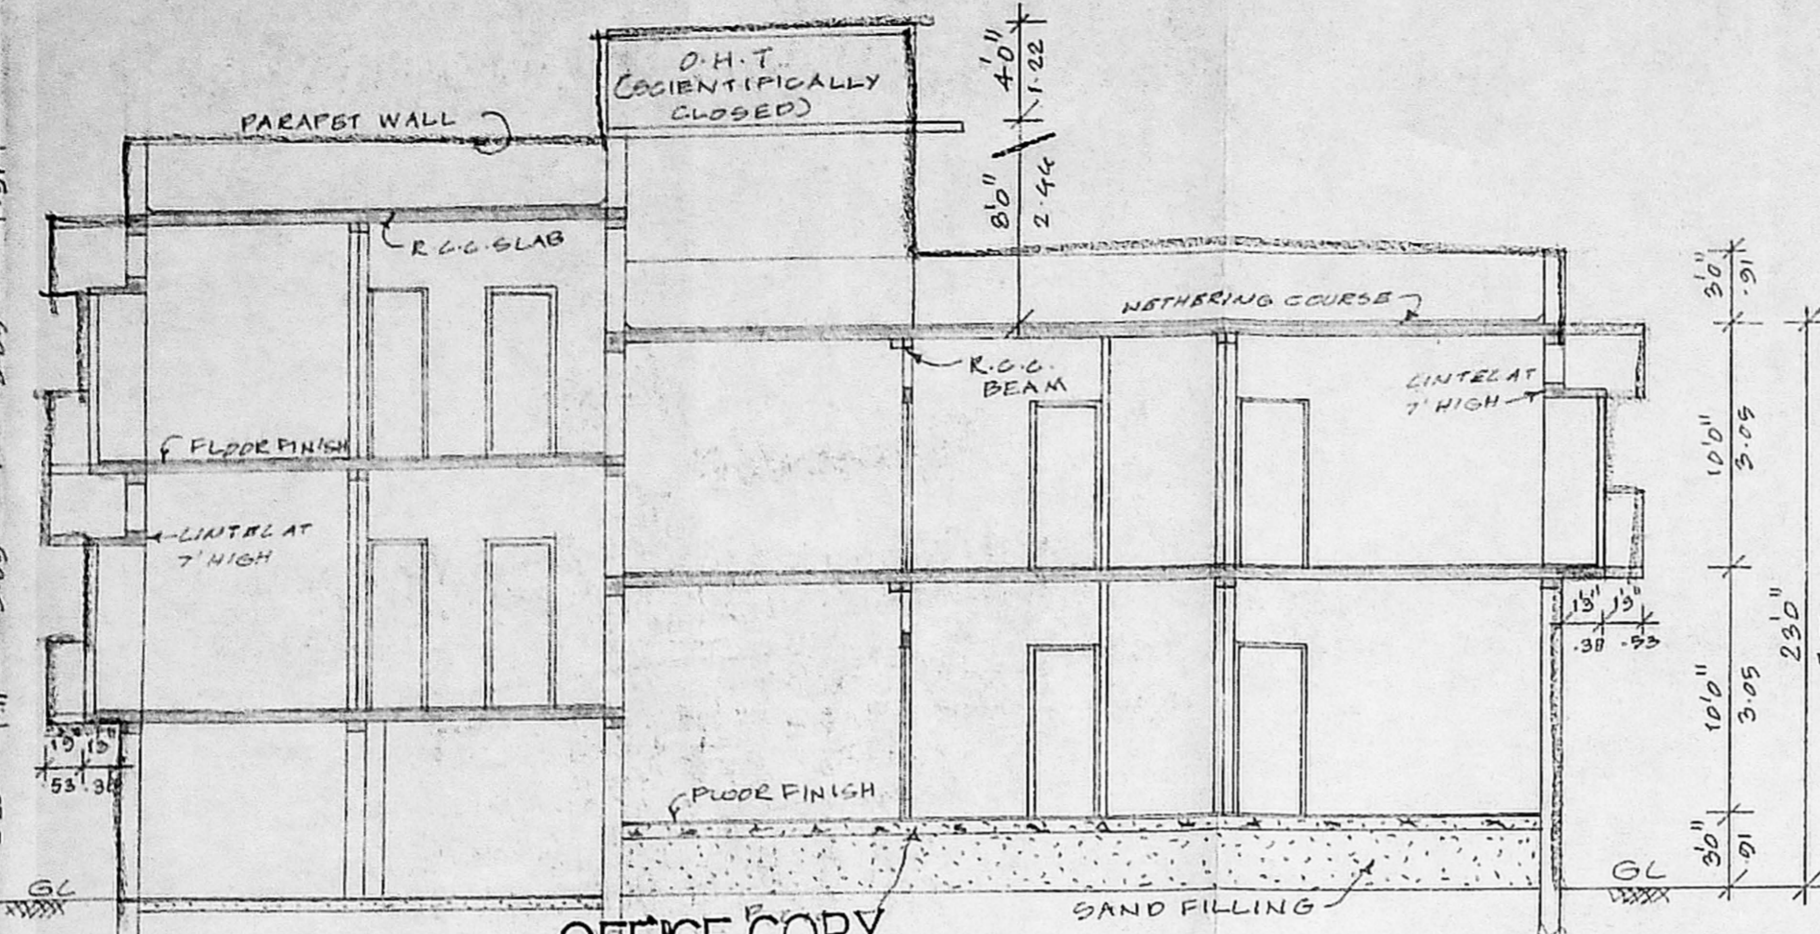 O.H.T.
(SCIENTIFICALLY
CLOSED)
4'0"
1.22
PARAPET WALL
8'0"
2.44
R.C.C. SLAB
3'0"
.91
WETHERING COURSE
R.C.C.
BEAM
LINTEL AT
7' HIGH
10'0"
3.05
FLOOR FINISH
LINTEL AT
7' HIGH
1'3" 1'9"
.38 .53
23'0"
10'0"
3.05
1'9" 1'3"
53 .38
FLOOR FINISH
3'0"
.91
GL
GL
SAND FILLING
OFFICE COPY